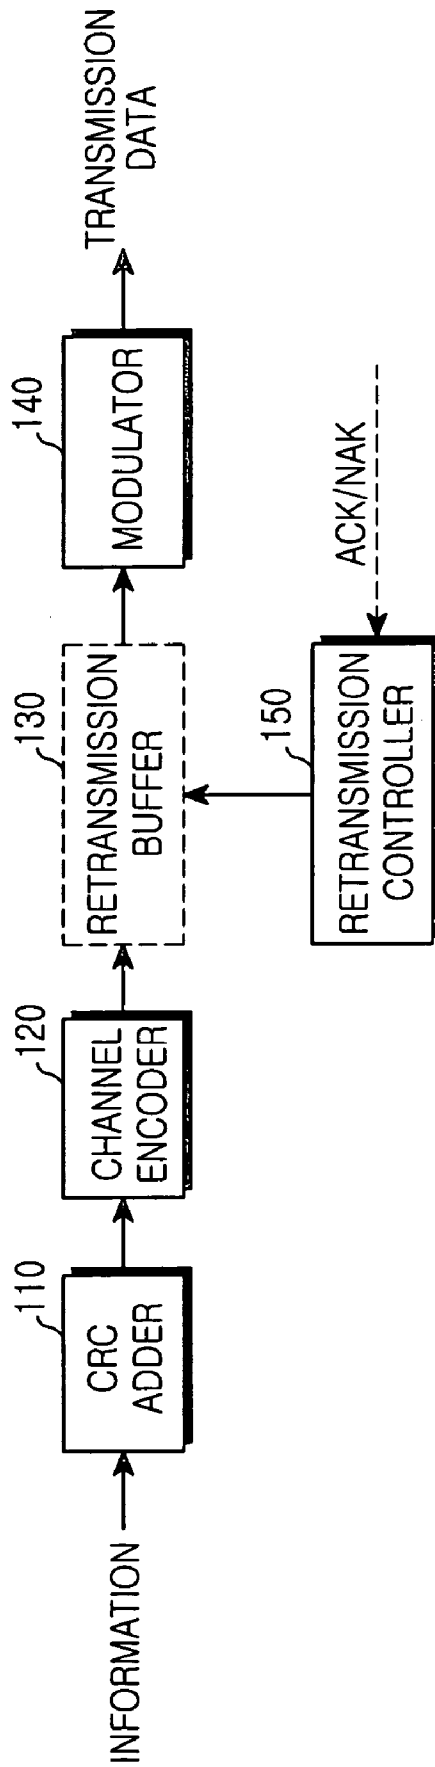 INFORMATION
110
CRC
ADDER
120
CHANNEL
ENCODER
130
RETRANSMISSION
BUFFER
140
MODULATOR
TRANSMISSION
DATA
150
RETRANSMISSION
CONTROLLER
ACK/NAK